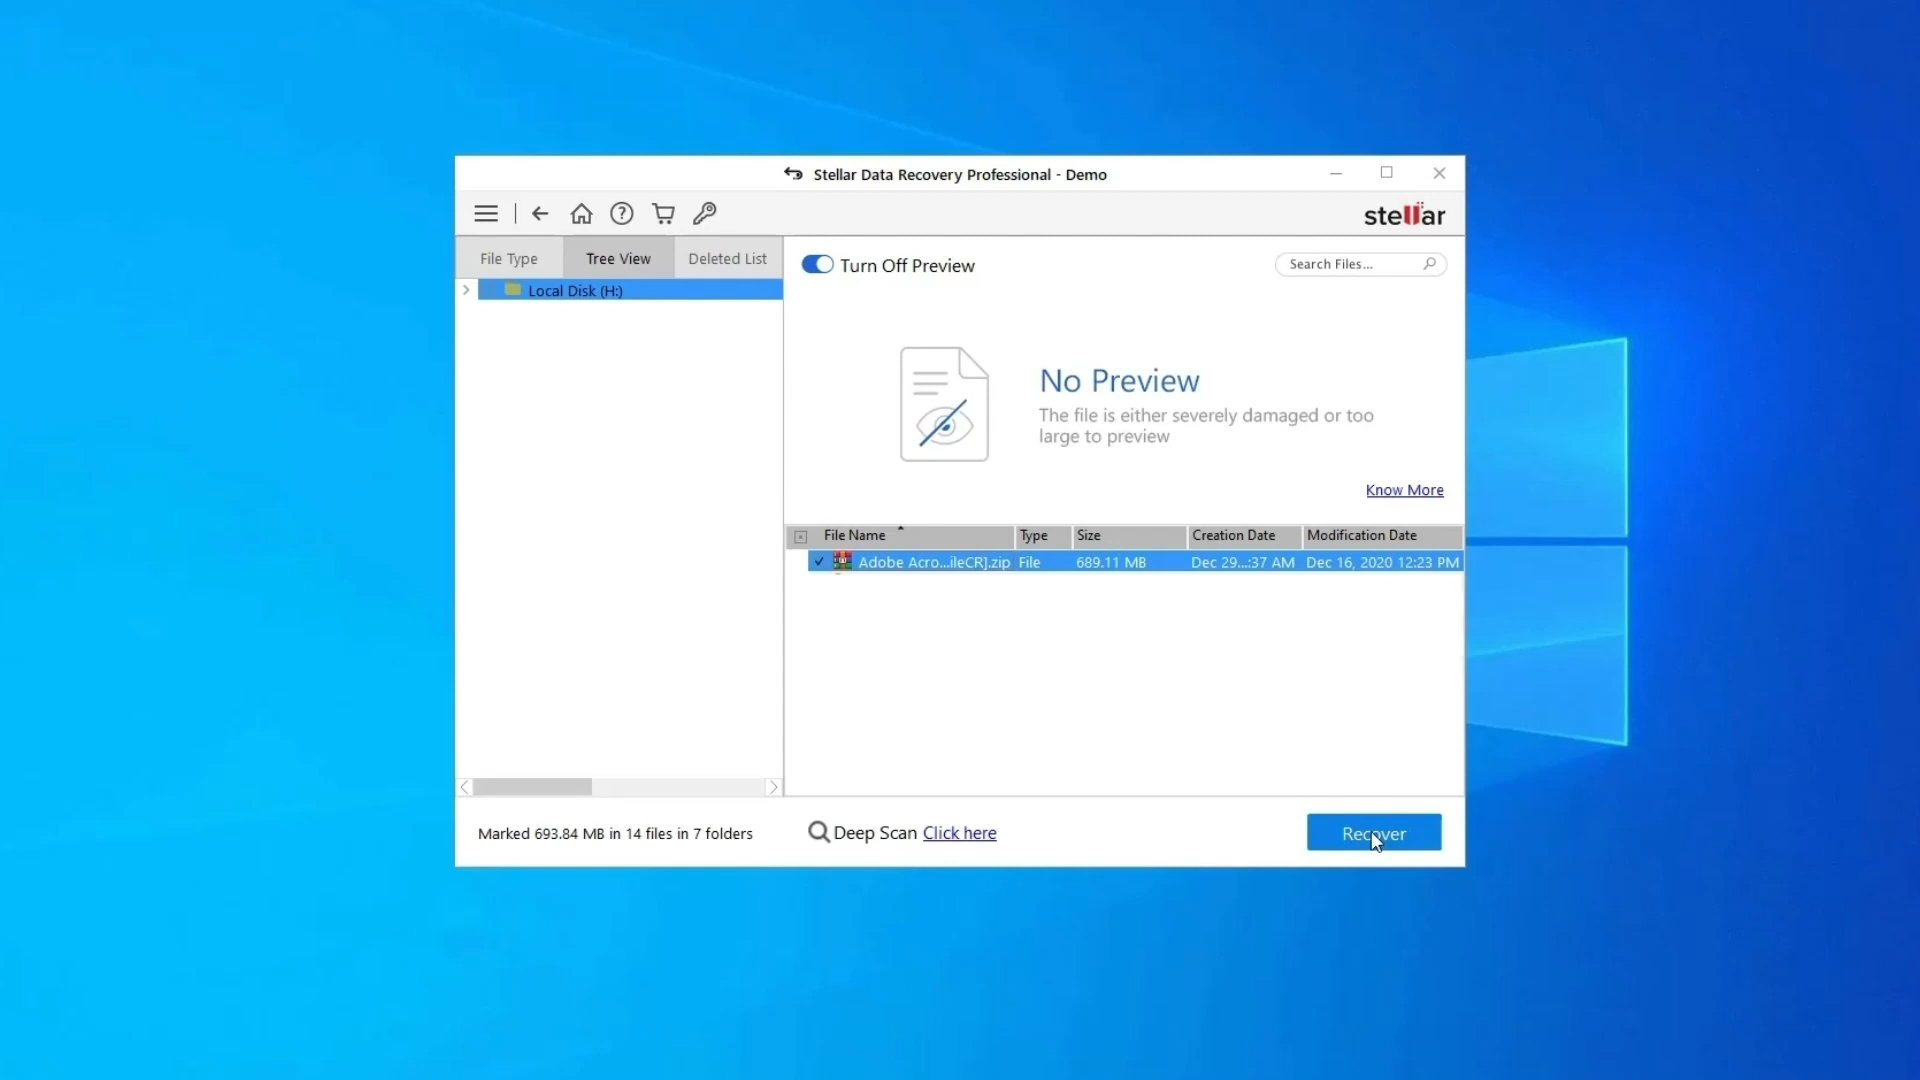 Stellar Data Recovery Professional - Demo
stellar
File Type
Tree View
Deleted List
Turn Off Preview
Search Files...
Local Disk (H:)
No Preview
The file is either severely damaged or too
large to preview
Know More
File Name
Type
Size
Creation Date
Modification Date
Adobe Acro...ileCR].zip
File
689.11 MB
Dec 29...:37 AM
Dec 16, 2020 12:23 PM
Marked 693.84 MB in 14 files in 7 folders
Deep Scan Click here
Recover